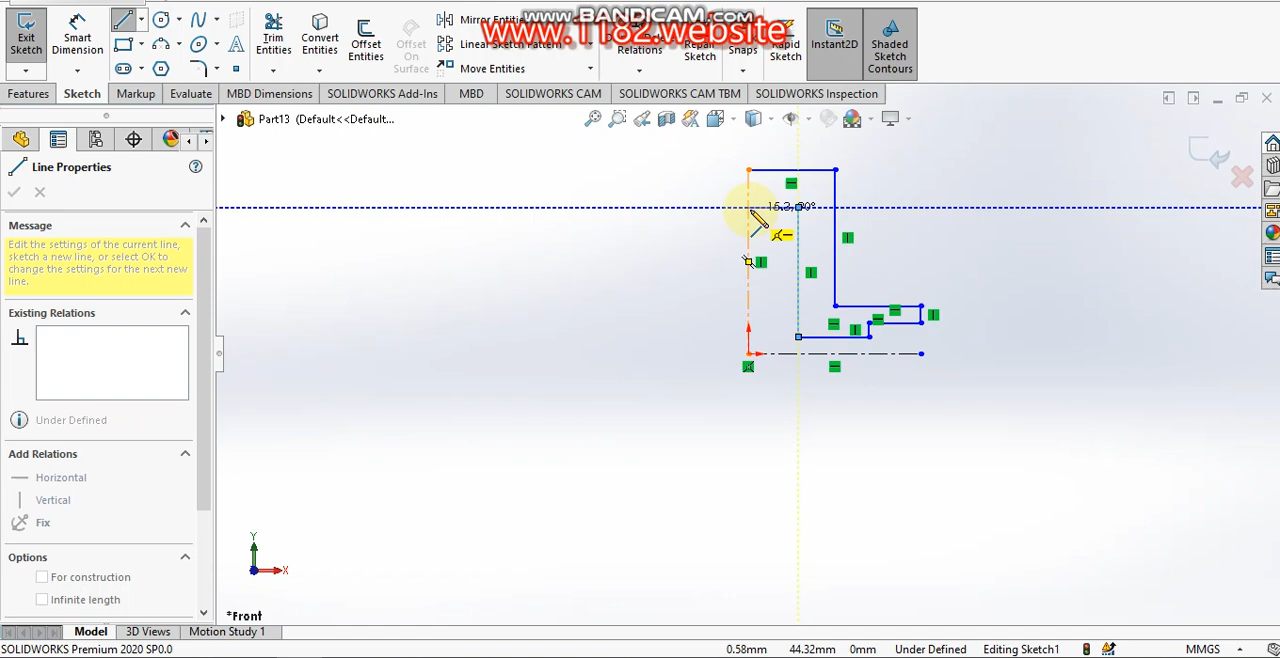 www.BANDICAM.com
www.1182.website
Exit Sketch
Smart Dimension
Trim Entities
Convert Entities
Offset Entities
Offset On Surface
Mirror Entities
Linear Sketch Pattern
Move Entities
Relations
Repair Sketch
Snaps
Rapid Sketch
Instant2D
Shaded Sketch Contours
Features
Sketch
Markup
Evaluate
MBD Dimensions
SOLIDWORKS Add-Ins
MBD
SOLIDWORKS CAM
SOLIDWORKS CAM TBM
SOLIDWORKS Inspection
Part13 (Default<<Default...
Line Properties
Message
Edit the settings of the current line, sketch a new line, or select OK to change the settings for the next new line.
Existing Relations
Under Defined
Add Relations
Horizontal
Vertical
Fix
Options
For construction
Infinite length
Y
X
*Front
Model
3D Views
Motion Study 1
SOLIDWORKS Premium 2020 SP0.0
0.58mm
44.32mm
0mm
Under Defined
Editing Sketch1
MMGS